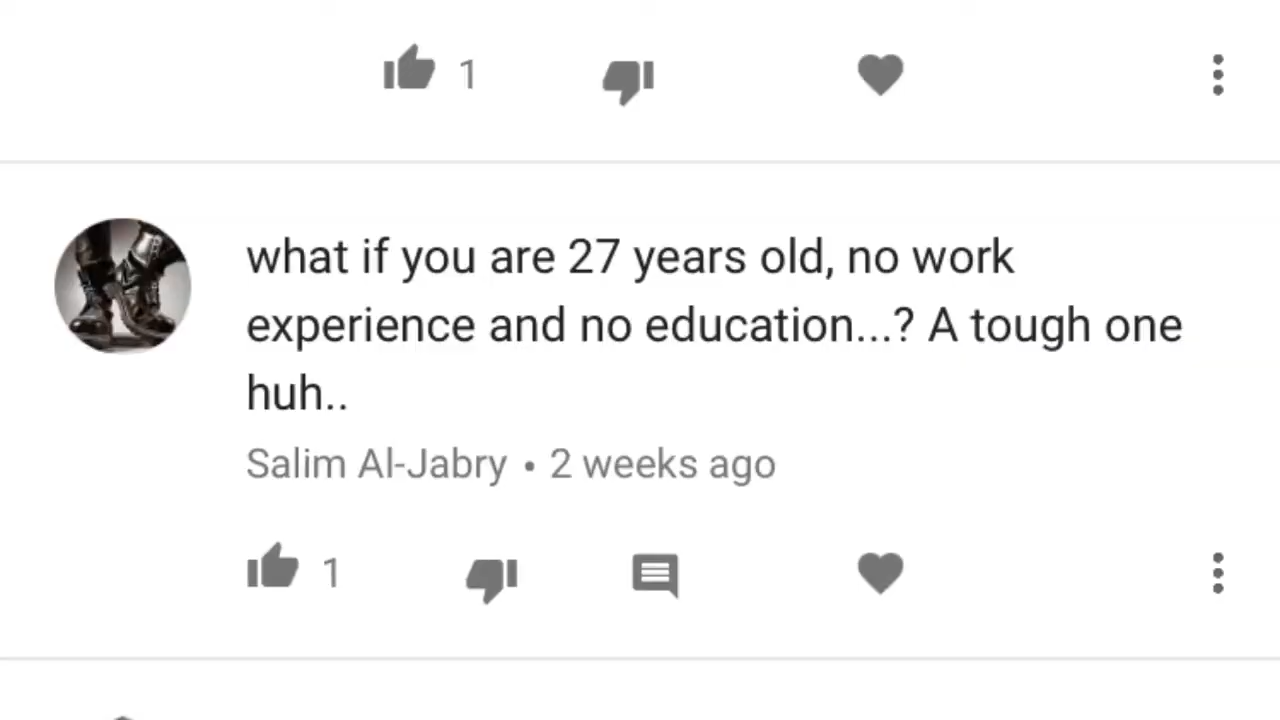 1
what if you are 27 years old, no work
experience and no education...? A tough one
huh..
Salim Al-Jabry • 2 weeks ago
1